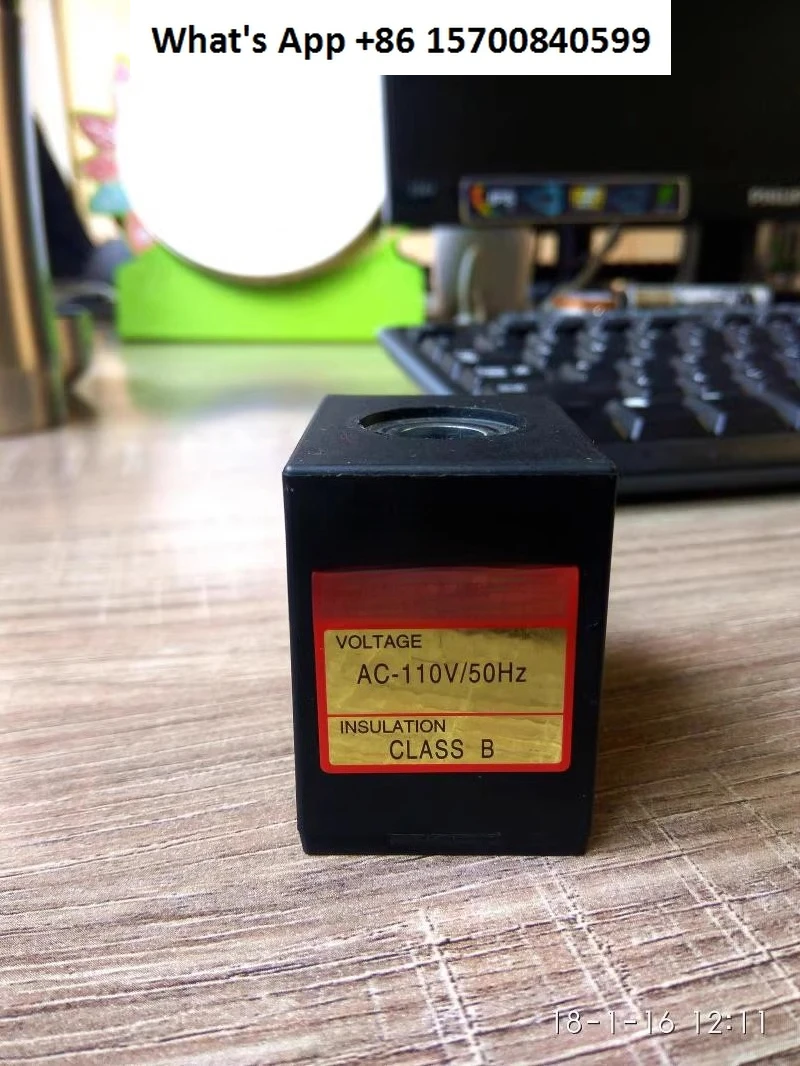 What's App +86 15700840599
VOLTAGE
AC-110V/50Hz
INSULATION
CLASS B
18-1-16 12:11